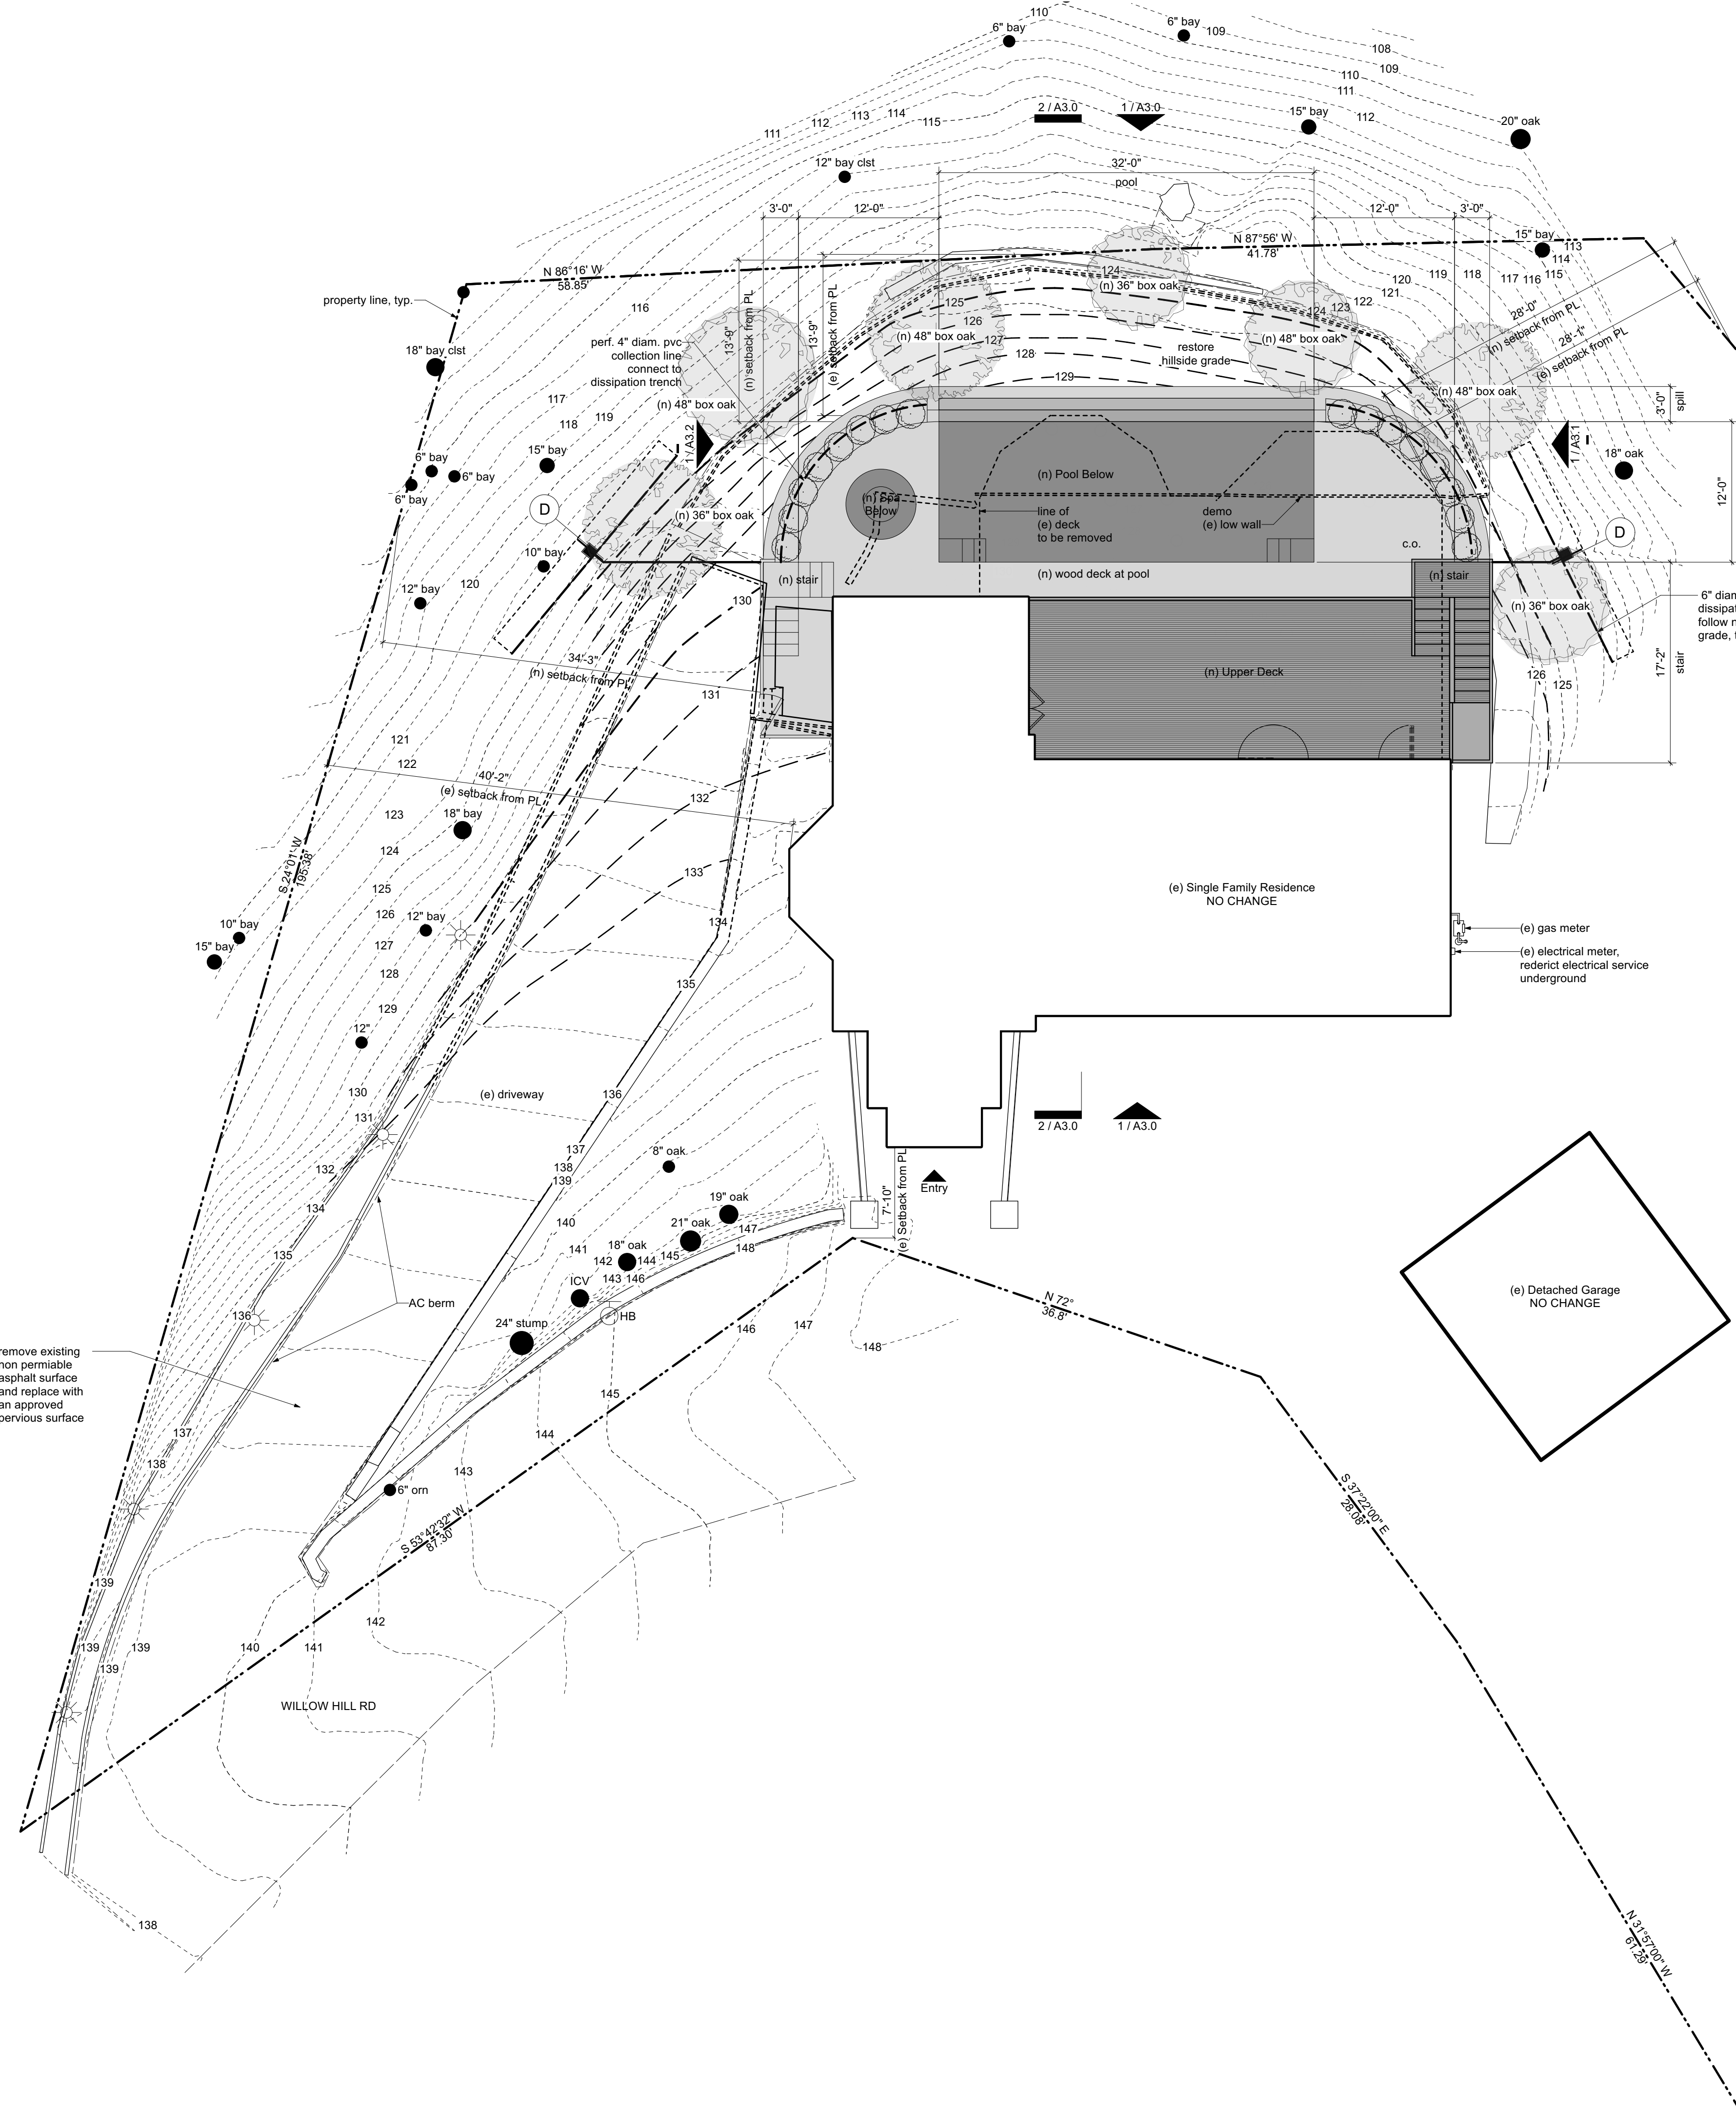 110
6" bay
6" bay
109
108
109
110
111
2 / A3.0
1 / A3.0
15" bay
112
20" oak
111
112
113
114
115
12" bay clst
32'-0"
pool
3'-0"
12'-0"
12'-0"
3'-0"
15" bay
113
114
115
116
117
118
119
120
121
122
123
124
N 86°16' W
58.85'
N 87°56' W
41.78'
property line, typ.
116
13'-9"
(n) setback from PL
13'-9"
(e) setback from PL
124
(n) 36" box oak
125
126
127
128
129
(n) 48" box oak
(n) 48" box oak
restore
hillside grade
28'-0"
(n) setback from PL
28'-1"
(e) setback from PL
perf. 4" diam. pvc
collection line
connect to
dissipation trench
18" bay clst
(n) 48" box oak
(n) 48" box oak
3'-0"
spill
117
118
119
1 / A3.2
1 / A3.1
15" bay
6" bay
6" bay
6" bay
18" oak
12'-0"
(n) Pool Below
(n) Spa
Below
line of
(e) deck
to be removed
demo
(e) low wall
D
D
(n) 36" box oak
c.o.
10" bay
(n) stair
(n) wood deck at pool
(n) stair
120
12" bay
130
(n) 36" box oak
6" diam
dissipat
follow n
grade, t
34'-3"
(n) setback from PL
131
(n) Upper Deck
17'-2"
stair
126
125
121
122
40'-2"
(e) setback from PL
132
123
18" bay
124
133
S 24°01' W
195.38'
125
126
127
128
129
12" bay
134
(e) Single Family Residence
NO CHANGE
10" bay
15" bay
(e) gas meter
(e) electrical meter,
rederict electrical service
underground
135
12"
130
131
(e) driveway
136
2 / A3.0
1 / A3.0
137
138
139
132
8" oak
7'-10"
(e) Setback from PL
Entry
134
19" oak
140
21" oak
147
148
135
141
18" oak
142
144
145
143
146
ICV
136
AC berm
24" stump
HB
N 72°
36.8'
(e) Detached Garage
NO CHANGE
146
147
148
remove existing
non permiable
asphalt surface
and replace with
an approved
pervious surface
145
137
144
138
143
6" orn
S 53°42'32" W
87.30'
S 37°22'00" E
28.08'
139
142
139
139
140
141
139
WILLOW HILL RD
138
N 31°57'00" W
61.29'